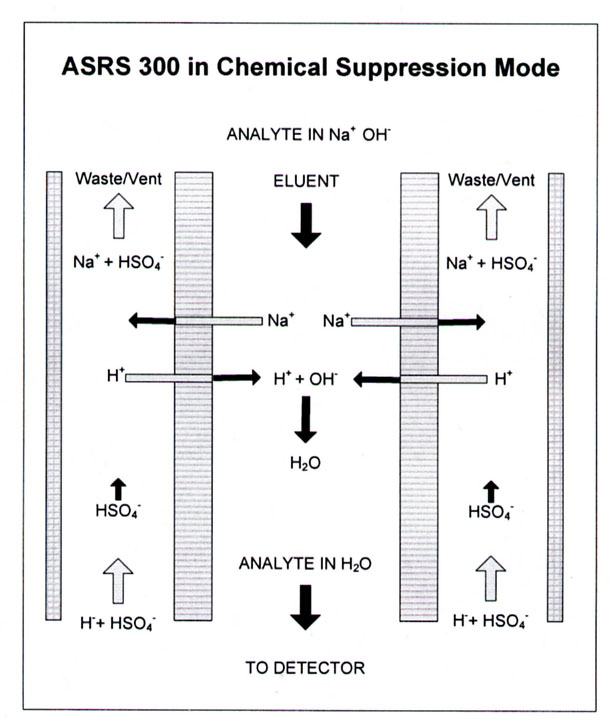 ASRS 300 in Chemical Suppression Mode
ANALYTE IN Na⁺ OH⁻
Waste/Vent ELUENT Waste/Vent
Na⁺ + HSO₄⁻ Na⁺ + HSO₄⁻
Na⁺ Na⁺
H⁺ H⁺ + OH⁻ H⁺
H₂O
HSO₄⁻ HSO₄⁻
ANALYTE IN H₂O
H⁻+ HSO₄⁻ H⁻+ HSO₄⁻
TO DETECTOR